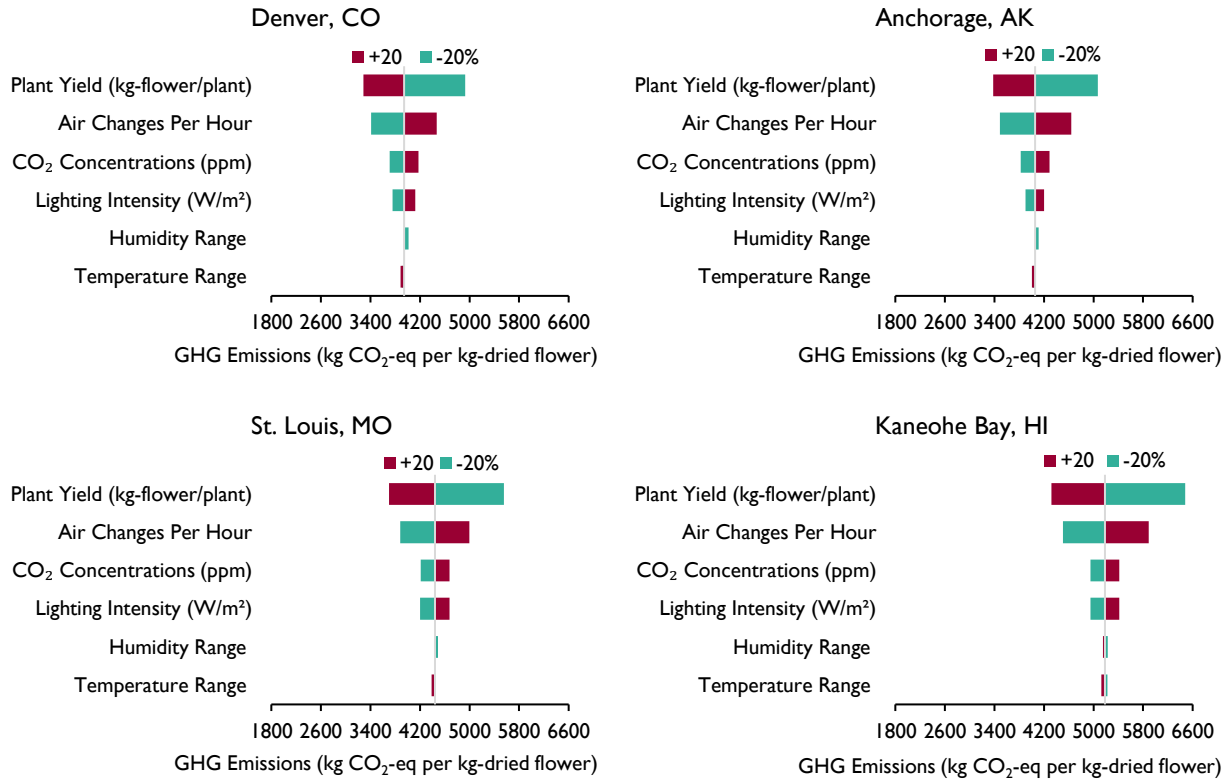 Denver, CO
+20 -20%
Plant Yield (kg-flower/plant)
Air Changes Per Hour
CO₂ Concentrations (ppm)
Lighting Intensity (W/m²)
Humidity Range
Temperature Range
1800 2600 3400 4200 5000 5800 6600
GHG Emissions (kg CO₂-eq per kg-dried flower)
Anchorage, AK
+20 -20%
Plant Yield (kg-flower/plant)
Air Changes Per Hour
CO₂ Concentrations (ppm)
Lighting Intensity (W/m²)
Humidity Range
Temperature Range
1800 2600 3400 4200 5000 5800 6600
GHG Emissions (kg CO₂-eq per kg-dried flower)
St. Louis, MO
+20 -20%
Plant Yield (kg-flower/plant)
Air Changes Per Hour
CO₂ Concentrations (ppm)
Lighting Intensity (W/m²)
Humidity Range
Temperature Range
1800 2600 3400 4200 5000 5800 6600
GHG Emissions (kg CO₂-eq per kg-dried flower)
Kaneohe Bay, HI
+20 -20%
Plant Yield (kg-flower/plant)
Air Changes Per Hour
CO₂ Concentrations (ppm)
Lighting Intensity (W/m²)
Humidity Range
Temperature Range
1800 2600 3400 4200 5000 5800 6600
GHG Emissions (kg CO₂-eq per kg-dried flower)